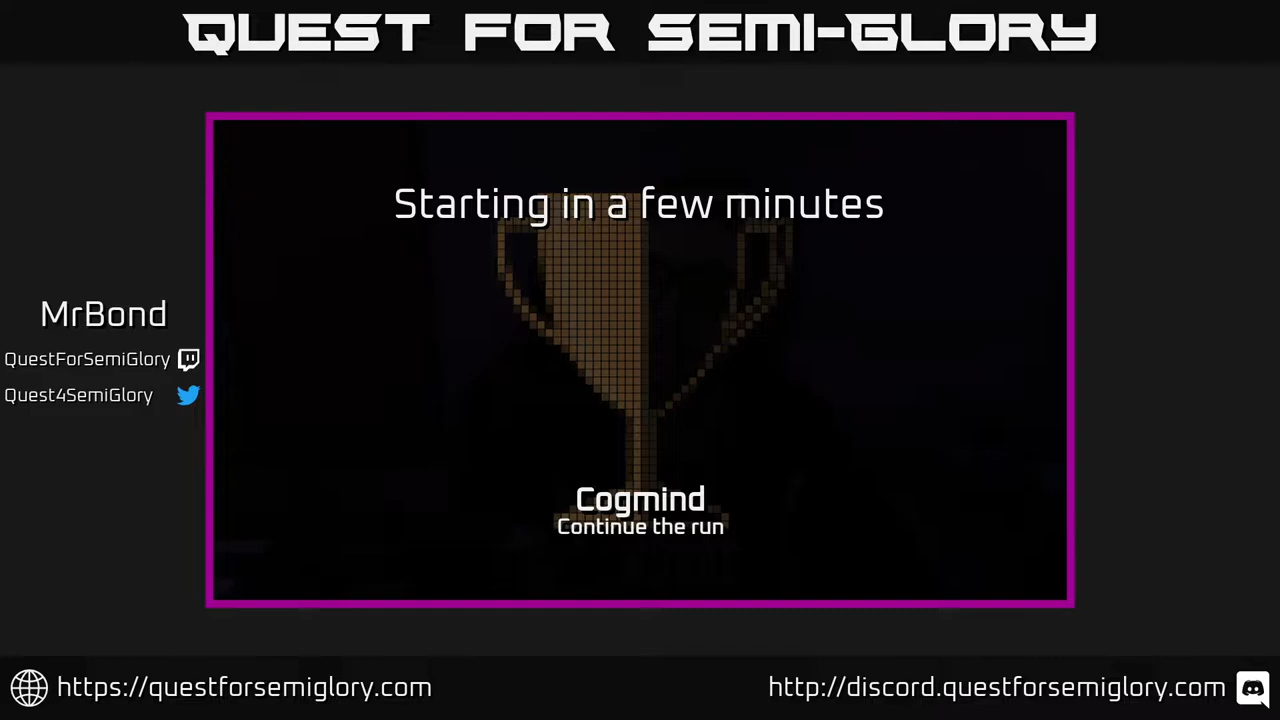 QUEST FOR SEMI-GLORY
Starting in a few minutes
MrBond
QuestForSemiGlory
Quest4SemiGlory
Cogmind
Continue the run
https://questforsemiglory.com
http://discord.questforsemiglory.com